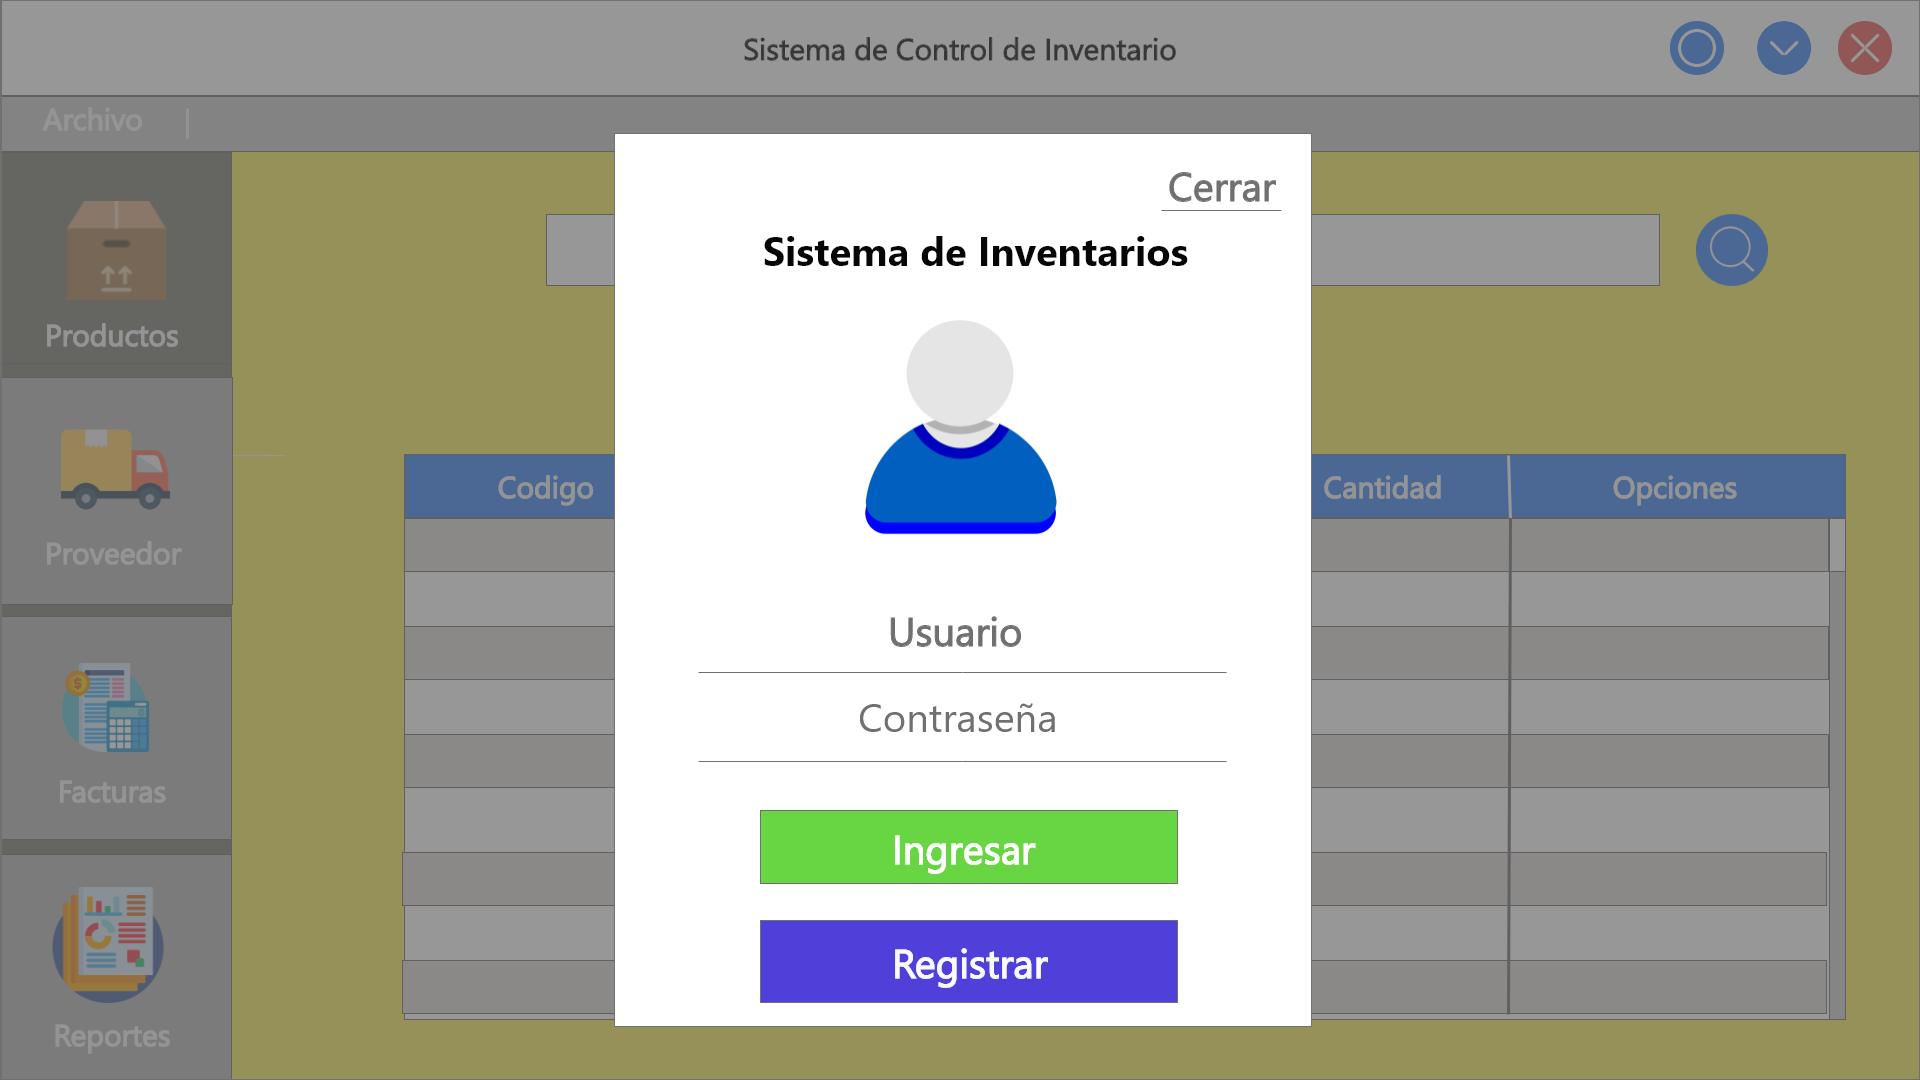 Sistema de Control de Inventario
Archivo
Cerrar
Sistema de Inventarios
Productos
Proveedor
Facturas
Reportes
Codigo
Cantidad
Opciones
Usuario
Contraseña
Ingresar
Registrar